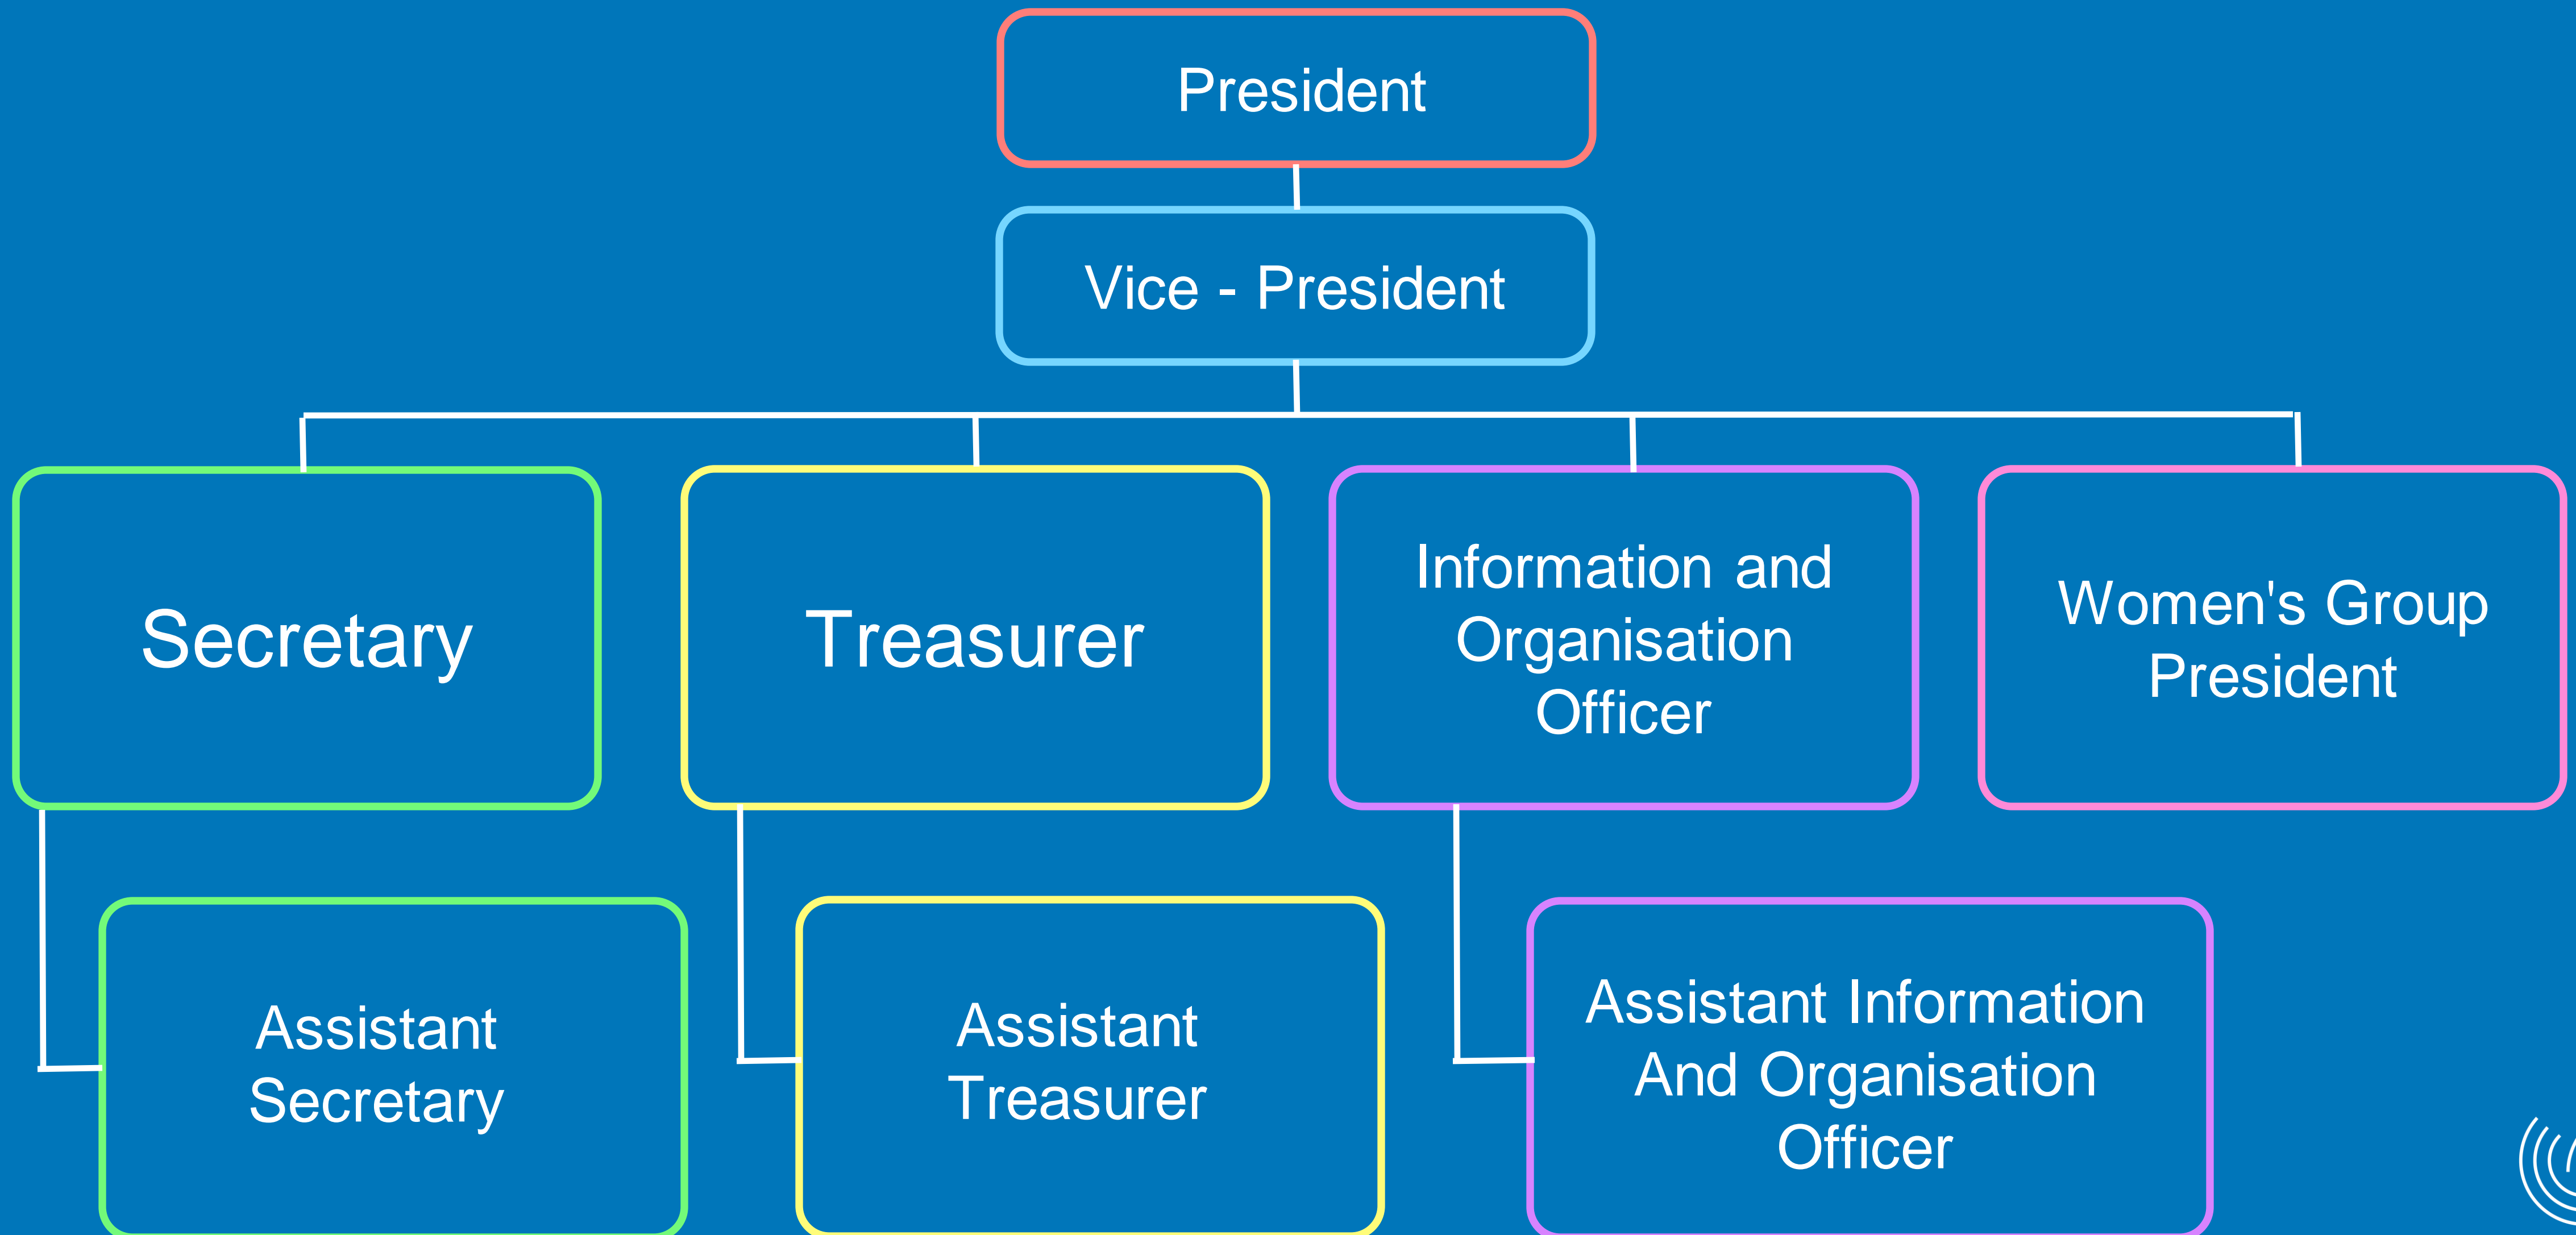 President
Vice - President
Secretary
Treasurer
Information and
Organisation
Officer
Women's Group
President
Assistant
Secretary
Assistant
Treasurer
Assistant Information
And Organisation
Officer